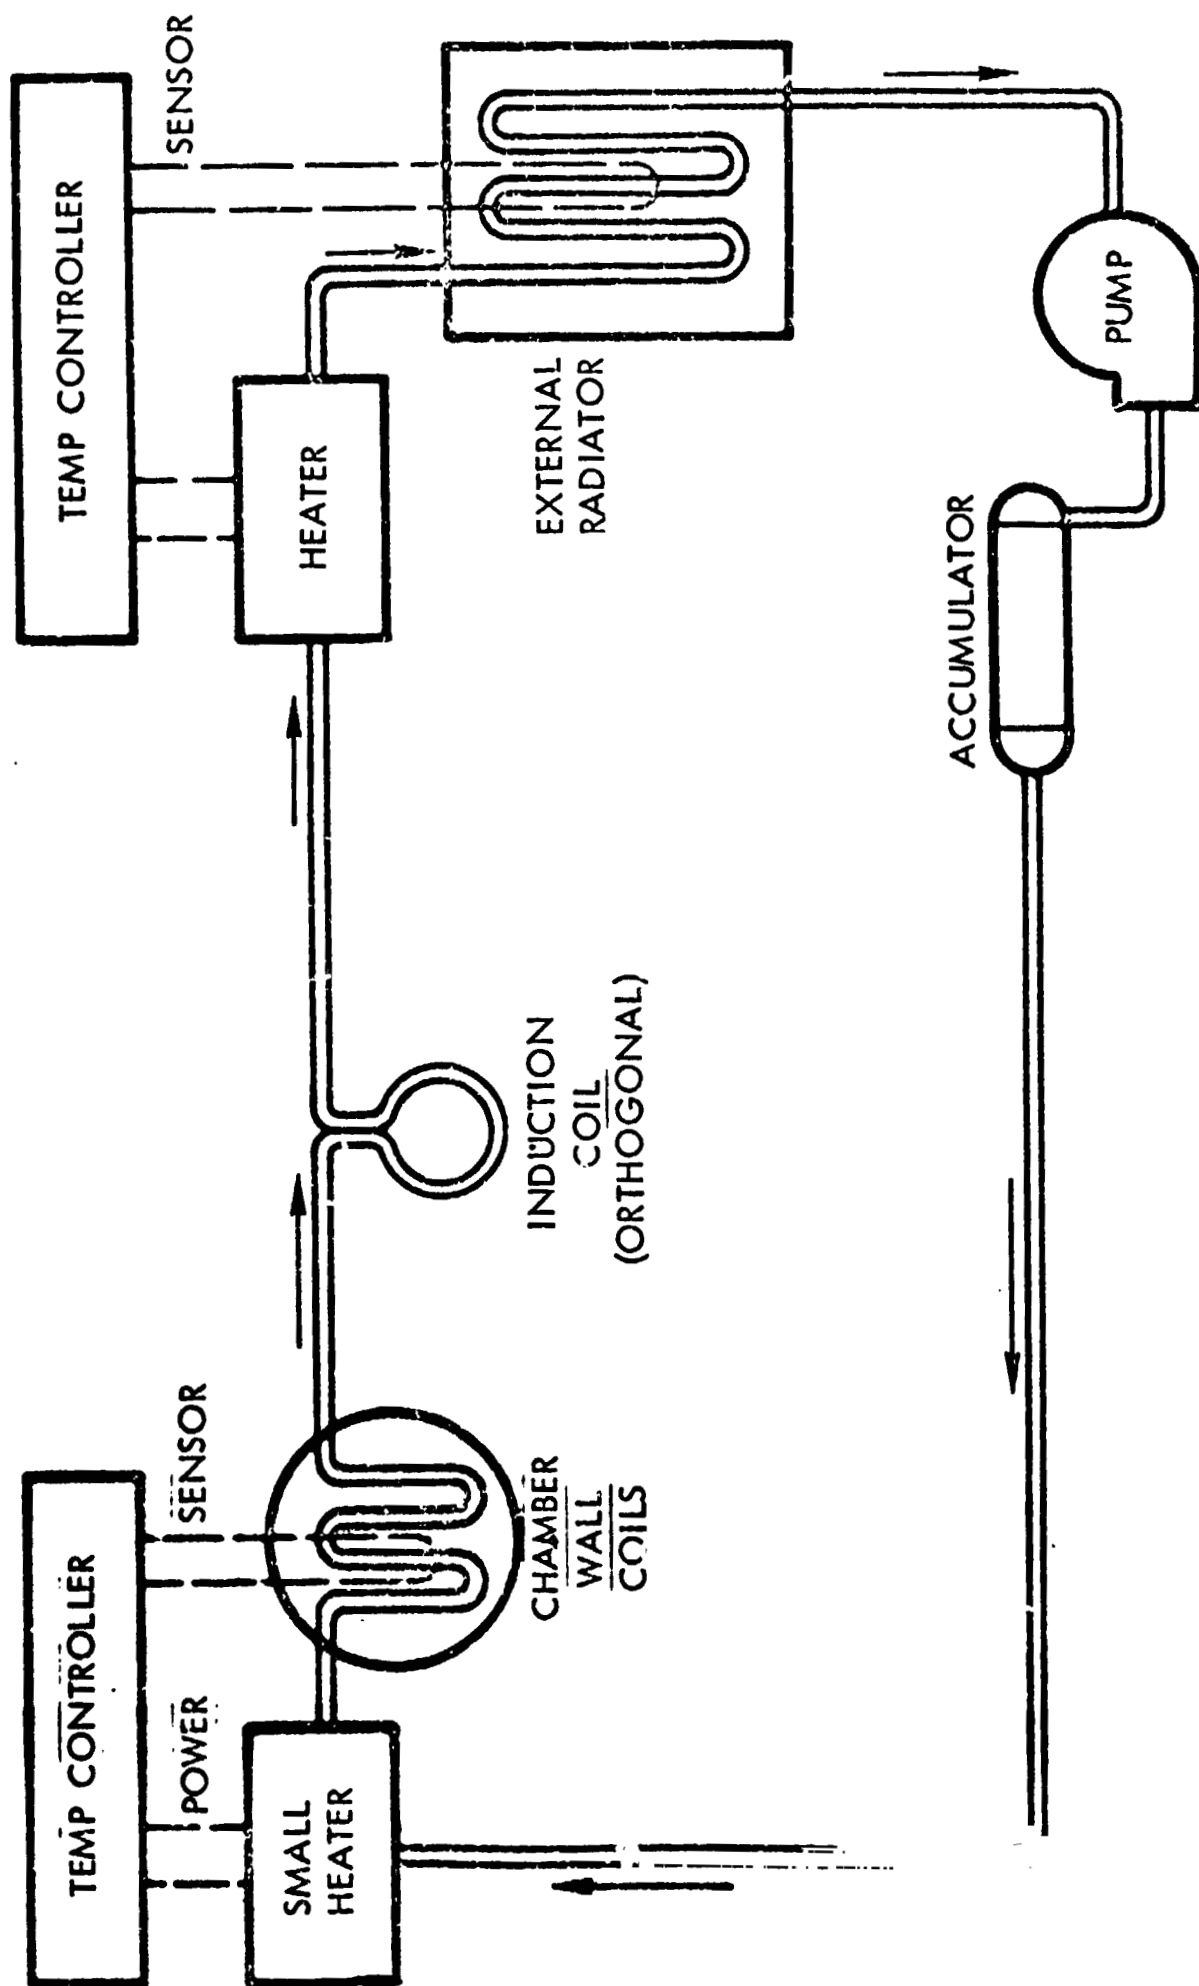 TEMP CONTROLLER
POWER
SENSOR
SMALL
HEATER
CHAMBER
WALL
COILS
INDUCTION
COIL
(ORTHOGONAL)
TEMP CONTROLLER
SENSOR
HEATER
EXTERNAL
RADIATOR
ACCUMULATOR
PUMP